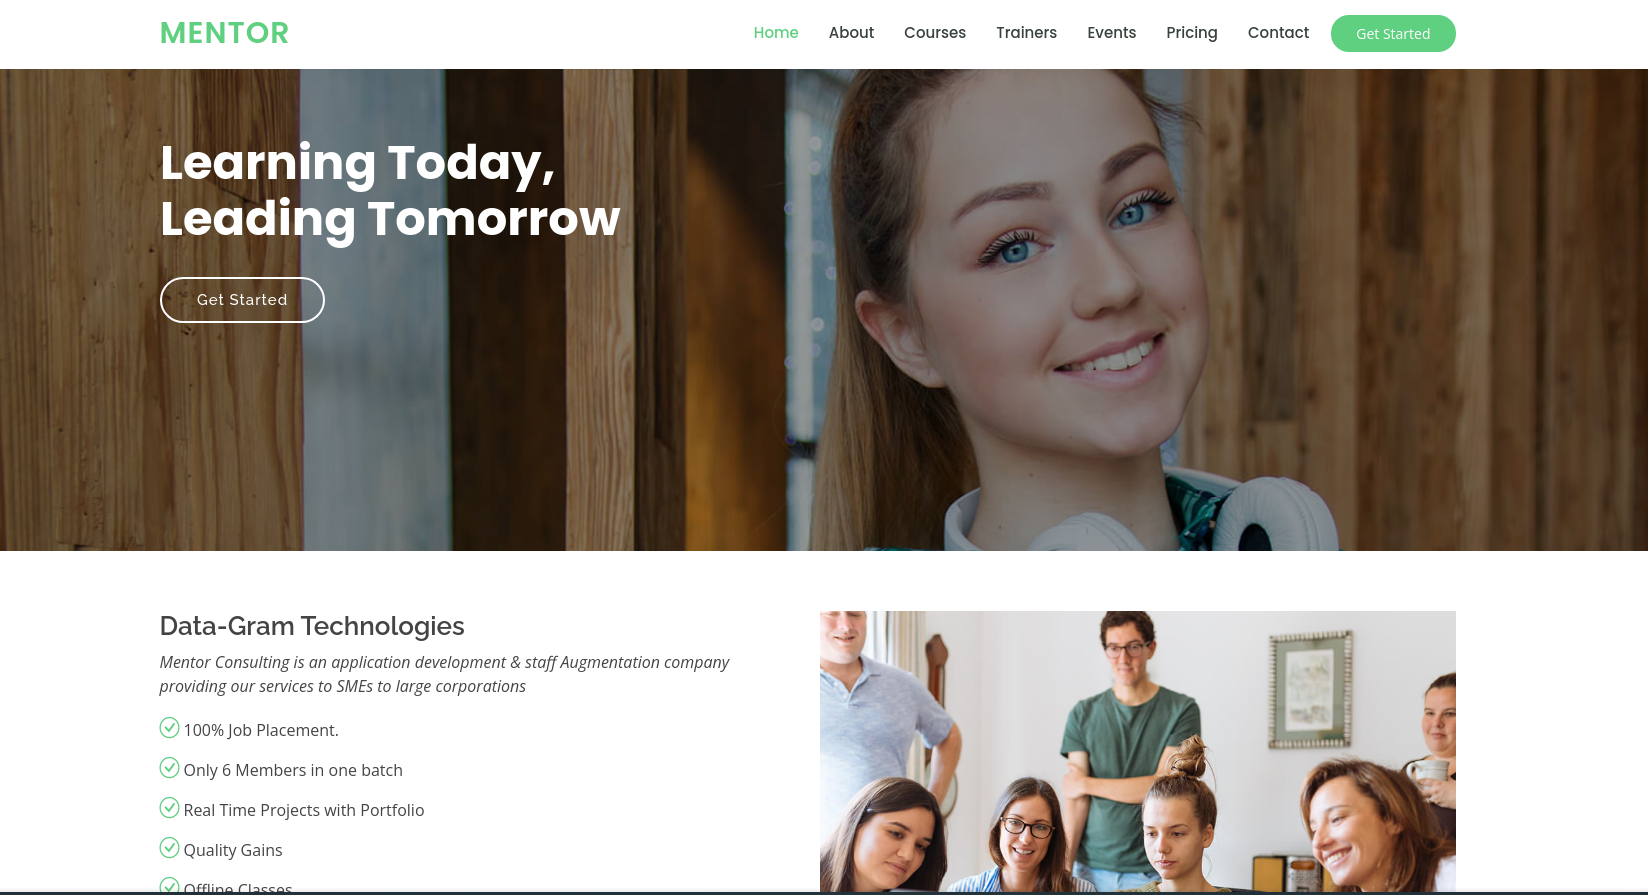 MENTOR
Home About Courses Trainers Events Pricing Contact Get Started
Learning Today,
Leading Tomorrow
Get Started
Data-Gram Technologies
Mentor Consulting is an application development & staff Augmentation company
providing our services to SMEs to large corporations
100% Job Placement.
Only 6 Members in one batch
Real Time Projects with Portfolio
Quality Gains
Offline Classes